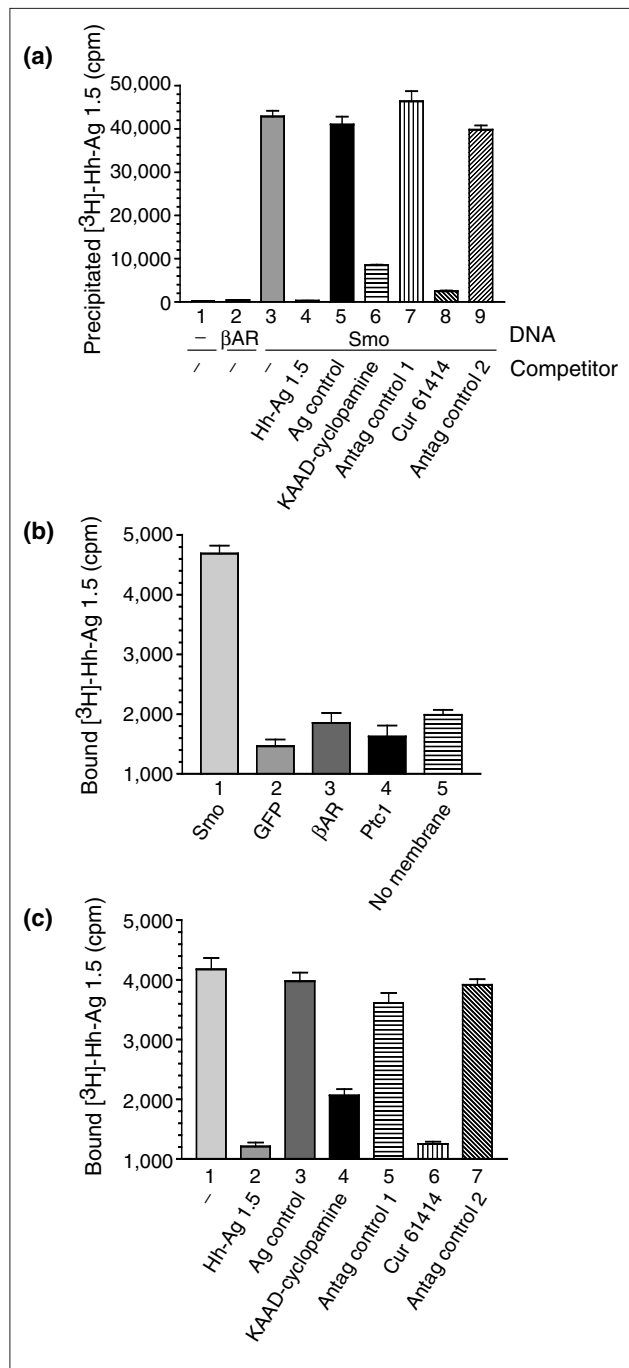 (a)
Precipitated [³H]-Hh-Ag 1.5 (cpm)
50,000
40,000
30,000
20,000
10,000
0
1 2 3 4 5 6 7 8 9
– βAR Smo DNA
– – – Hh-Ag 1.5 Ag control KAAD-cyclopamine Antag control 1 Cur 61414 Antag control 2 Competitor
(b)
Bound [³H]-Hh-Ag 1.5 (cpm)
5,000
4,000
3,000
2,000
1,000
1 2 3 4 5
Smo GFP βAR Ptc1 No membrane
(c)
Bound [³H]-Hh-Ag 1.5 (cpm)
5,000
4,000
3,000
2,000
1,000
1 2 3 4 5 6 7
– Hh-Ag 1.5 Ag control KAAD-cyclopamine Antag control 1 Cur 61414 Antag control 2